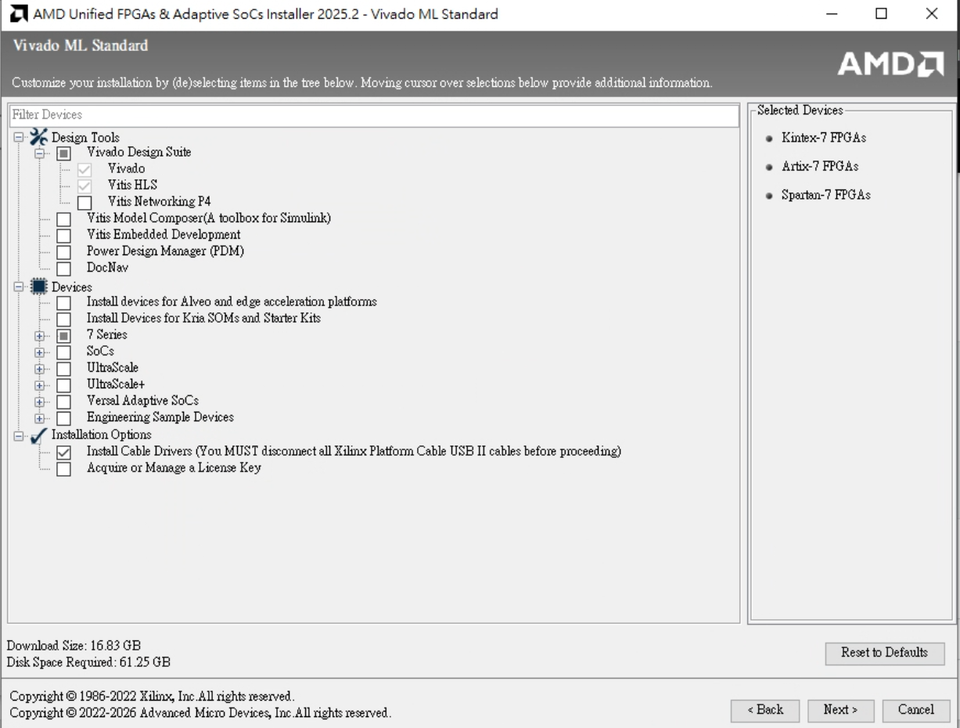 AMD Unified FPGAs & Adaptive SoCs Installer 2025.2 - Vivado ML Standard
Vivado ML Standard
Customize your installation by (de)selecting items in the tree below. Moving cursor over selections below provide additional information.
AMD
Filter Devices
Design Tools
Vivado Design Suite
Vivado
Vitis HLS
Vitis Networking P4
Vitis Model Composer(A toolbox for Simulink)
Vitis Embedded Development
Power Design Manager (PDM)
DocNav
Devices
Install devices for Alveo and edge acceleration platforms
Install Devices for Kria SOMs and Starter Kits
7 Series
SoCs
UltraScale
UltraScale+
Versal Adaptive SoCs
Engineering Sample Devices
Installation Options
Install Cable Drivers (You MUST disconnect all Xilinx Platform Cable USB II cables before proceeding)
Acquire or Manage a License Key
Selected Devices
Kintex-7 FPGAs
Artix-7 FPGAs
Spartan-7 FPGAs
Download Size: 16.83 GB
Disk Space Required: 61.25 GB
Reset to Defaults
Copyright © 1986-2022 Xilinx, Inc.All rights reserved.
Copyright © 2022-2026 Advanced Micro Devices, Inc.All rights reserved.
< Back
Next >
Cancel